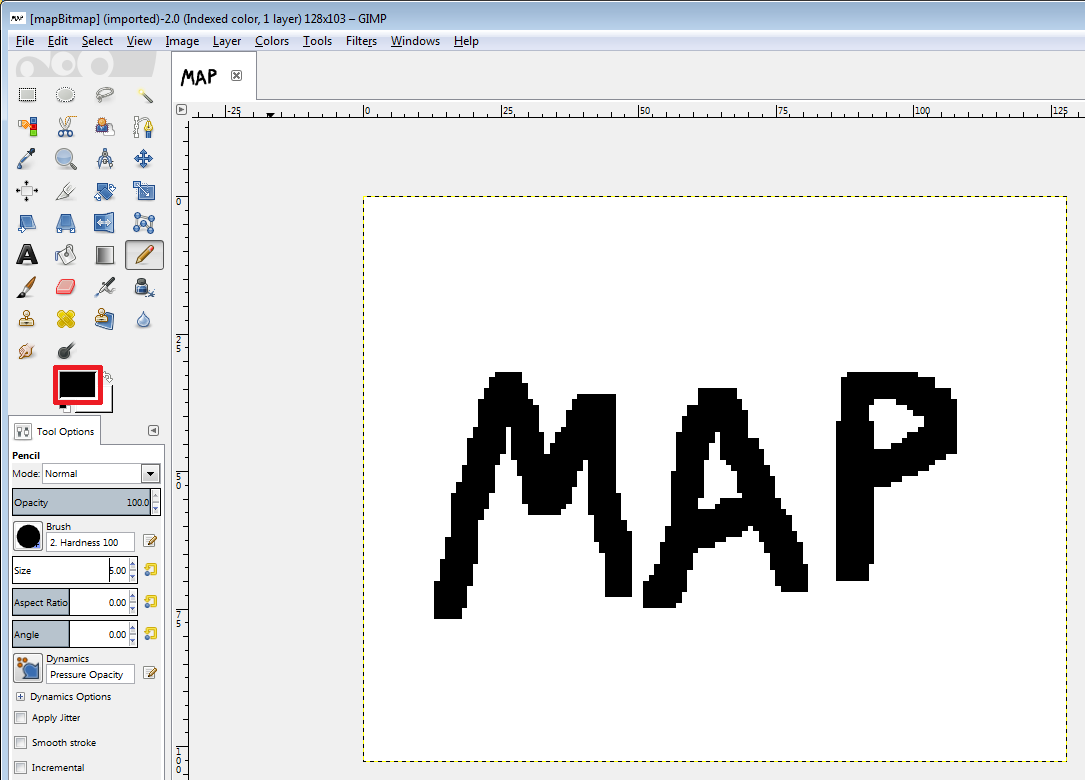 MAP [mapBitmap] (imported)-2.0 (Indexed color, 1 layer) 128x103 – GIMP
File Edit Select View Image Layer Colors Tools Filters Windows Help
MAP
-25 0 25 50 75 100 125
0
25
50
75
100
MAP
Tool Options
Pencil
Mode: Normal
Opacity 100.0
Brush
2. Hardness 100
Size 5.00
Aspect Ratio 0.00
Angle 0.00
Dynamics
Pressure Opacity
Dynamics Options
Apply Jitter
Smooth stroke
Incremental